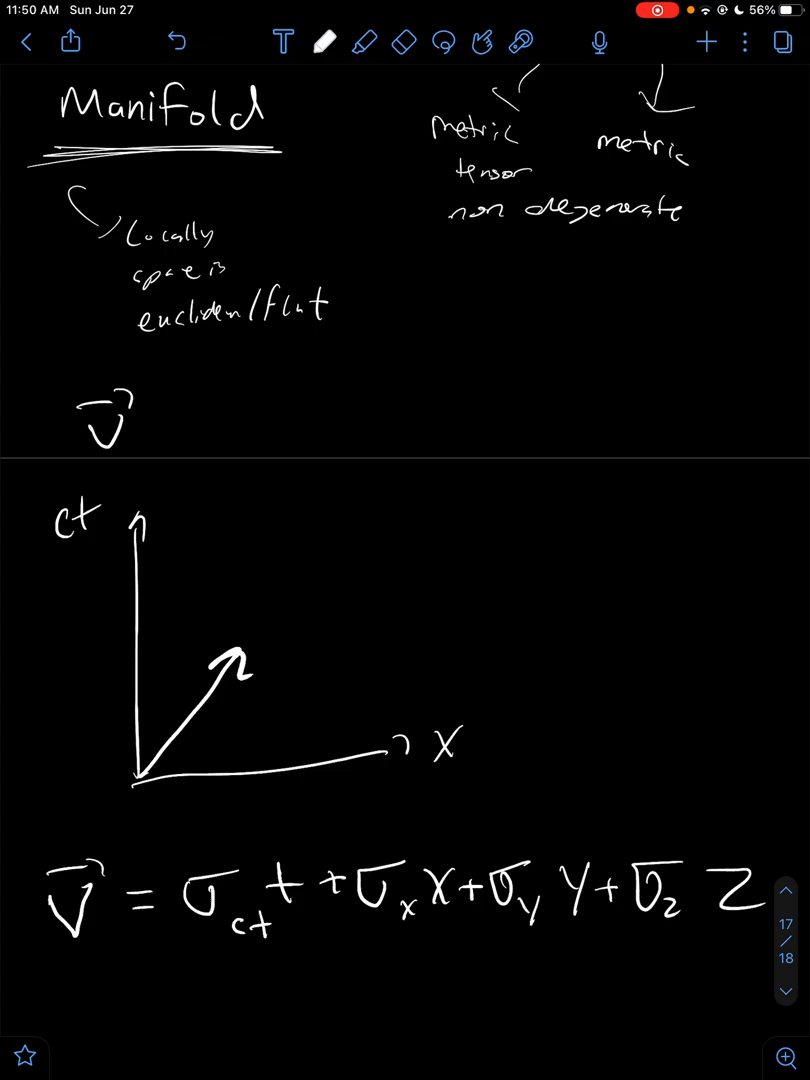 11:50 AM Sun Jun 27
56%
T
Manifold
metric
tensor
non degenerate
metric
Locally
space is
eucliden/flat
v⃗
ct
x
v⃗ = v_ct t + v_x x + v_y y + v_z z
17
/
18